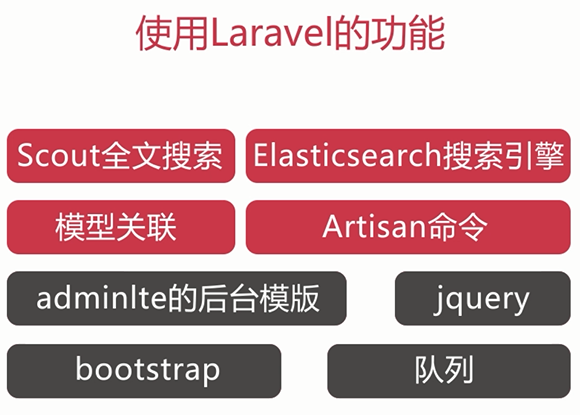 使用Laravel的功能
Scout全文搜索 Elasticsearch搜索引擎
模型关联 Artisan命令
adminlte的后台模版 jquery
bootstrap 队列